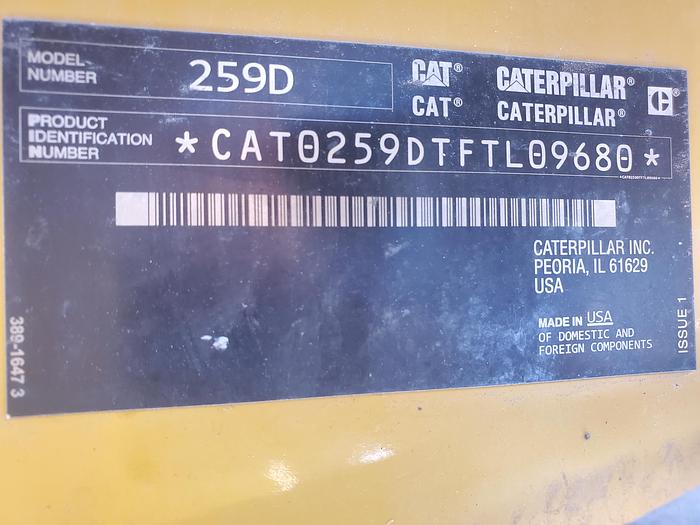 MODEL NUMBER 259D
CAT® CATERPILLAR® C®
CAT® CATERPILLAR®
PRODUCT IDENTIFICATION NUMBER *CAT0259DTFTL09680*
*CAT0259DTFTL09680*
CATERPILLAR INC.
PEORIA, IL 61629
USA
MADE IN USA
OF DOMESTIC AND
FOREIGN COMPONENTS
389-1647 3
ISSUE 1